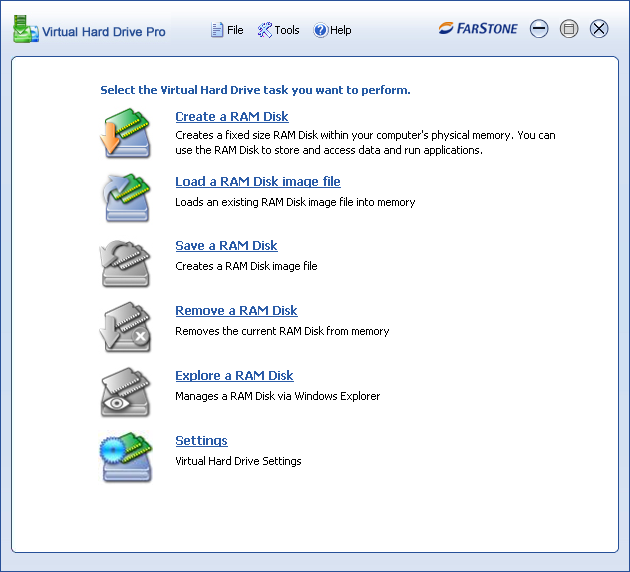 Virtual Hard Drive Pro File Tools Help FARSTONE
Select the Virtual Hard Drive task you want to perform.
Create a RAM Disk
Creates a fixed size RAM Disk within your computer's physical memory. You can
use the RAM Disk to store and access data and run applications.
Load a RAM Disk image file
Loads an existing RAM Disk image file into memory
Save a RAM Disk
Creates a RAM Disk image file
Remove a RAM Disk
Removes the current RAM Disk from memory
Explore a RAM Disk
Manages a RAM Disk via Windows Explorer
Settings
Virtual Hard Drive Settings